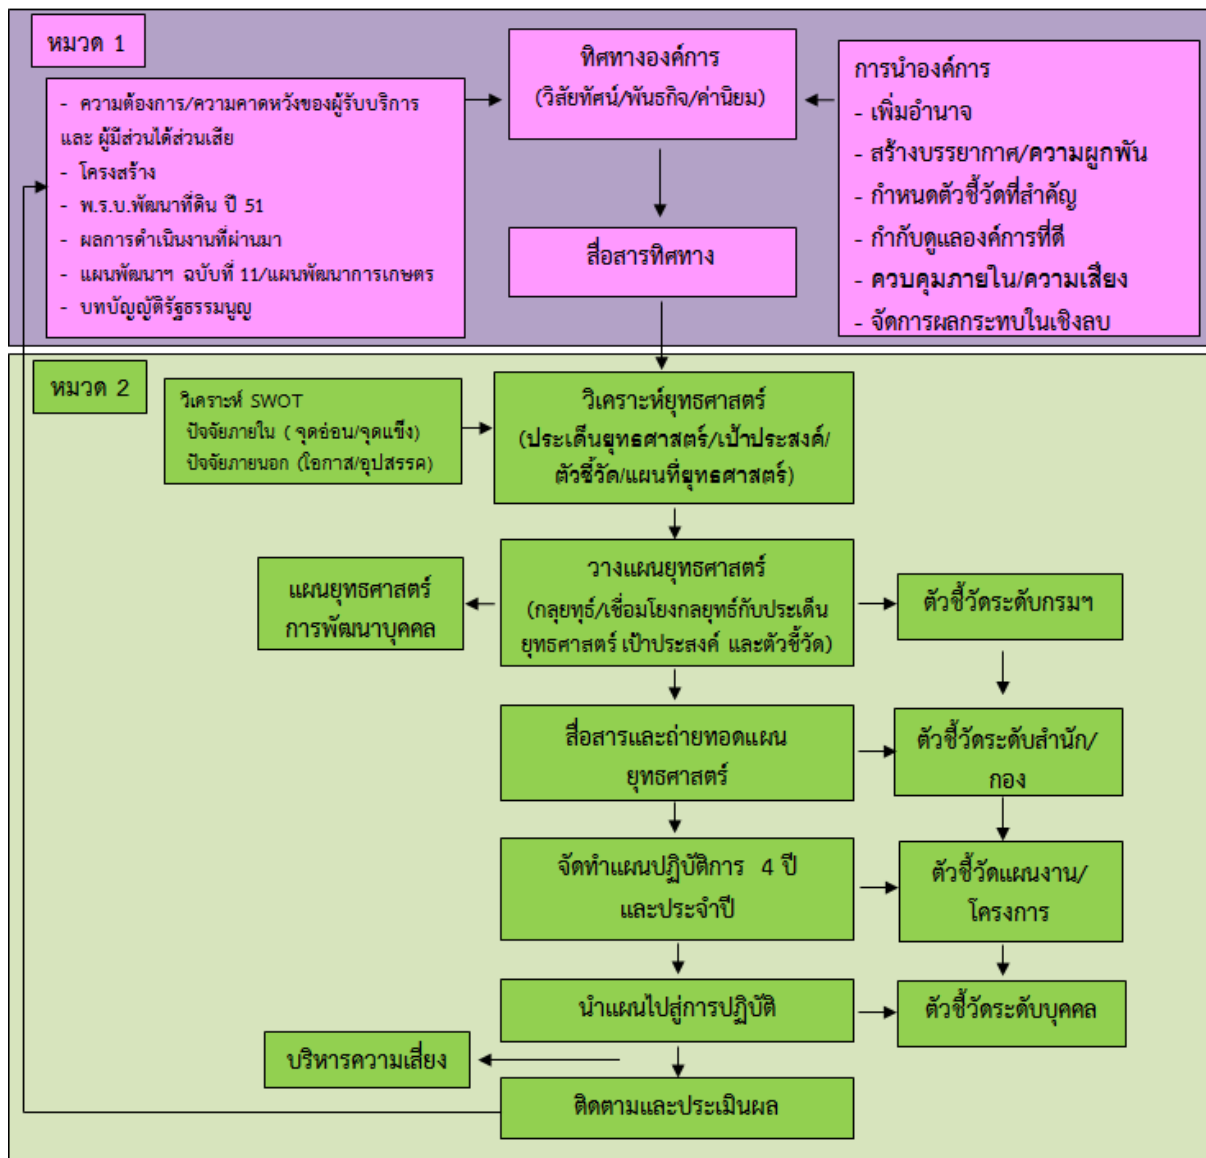 หมวด 1
ทิศทางองค์การ
(วิสัยทัศน์/พันธกิจ/ค่านิยม)
- ความต้องการ/ความคาดหวังของผู้รับบริการ
และ ผู้มีส่วนได้ส่วนเสีย
- โครงสร้าง
- พ.ร.บ.พัฒนาที่ดิน ปี 51
- ผลการดำเนินงานที่ผ่านมา
- แผนพัฒนาฯ ฉบับที่ 11/แผนพัฒนาการเกษตร
- บทบัญญัติรัฐธรรมนูญ
การนำองค์การ
- เพิ่มอำนาจ
- สร้างบรรยากาศ/ความผูกพัน
- กำหนดตัวชี้วัดที่สำคัญ
- กำกับดูแลองค์การที่ดี
- ควบคุมภายใน/ความเสี่ยง
- จัดการผลกระทบในเชิงลบ
สื่อสารทิศทาง
หมวด 2
วิเคราะห์ SWOT
ปัจจัยภายใน ( จุดอ่อน/จุดแข็ง)
ปัจจัยภายนอก (โอกาส/อุปสรรค)
วิเคราะห์ยุทธศาสตร์
(ประเด็นยุทธศาสตร์/เป้าประสงค์/
ตัวชี้วัด/แผนที่ยุทธศาสตร์)
แผนยุทธศาสตร์
การพัฒนาบุคคล
วางแผนยุทธศาสตร์
(กลุยทุธ์/เชื่อมโยงกลยุทธ์กับประเด็น
ยุทธศาสตร์ เป้าประสงค์ และตัวชี้วัด)
ตัวชี้วัดระดับกรมฯ
สื่อสารและถ่ายทอดแผน
ยุทธศาสตร์
ตัวชี้วัดระดับสำนัก/
กอง
จัดทำแผนปฏิบัติการ 4 ปี
และประจำปี
ตัวชี้วัดแผนงาน/
โครงการ
นำแผนไปสู่การปฏิบัติ
ตัวชี้วัดระดับบุคคล
บริหารความเสี่ยง
ติดตามและประเมินผล